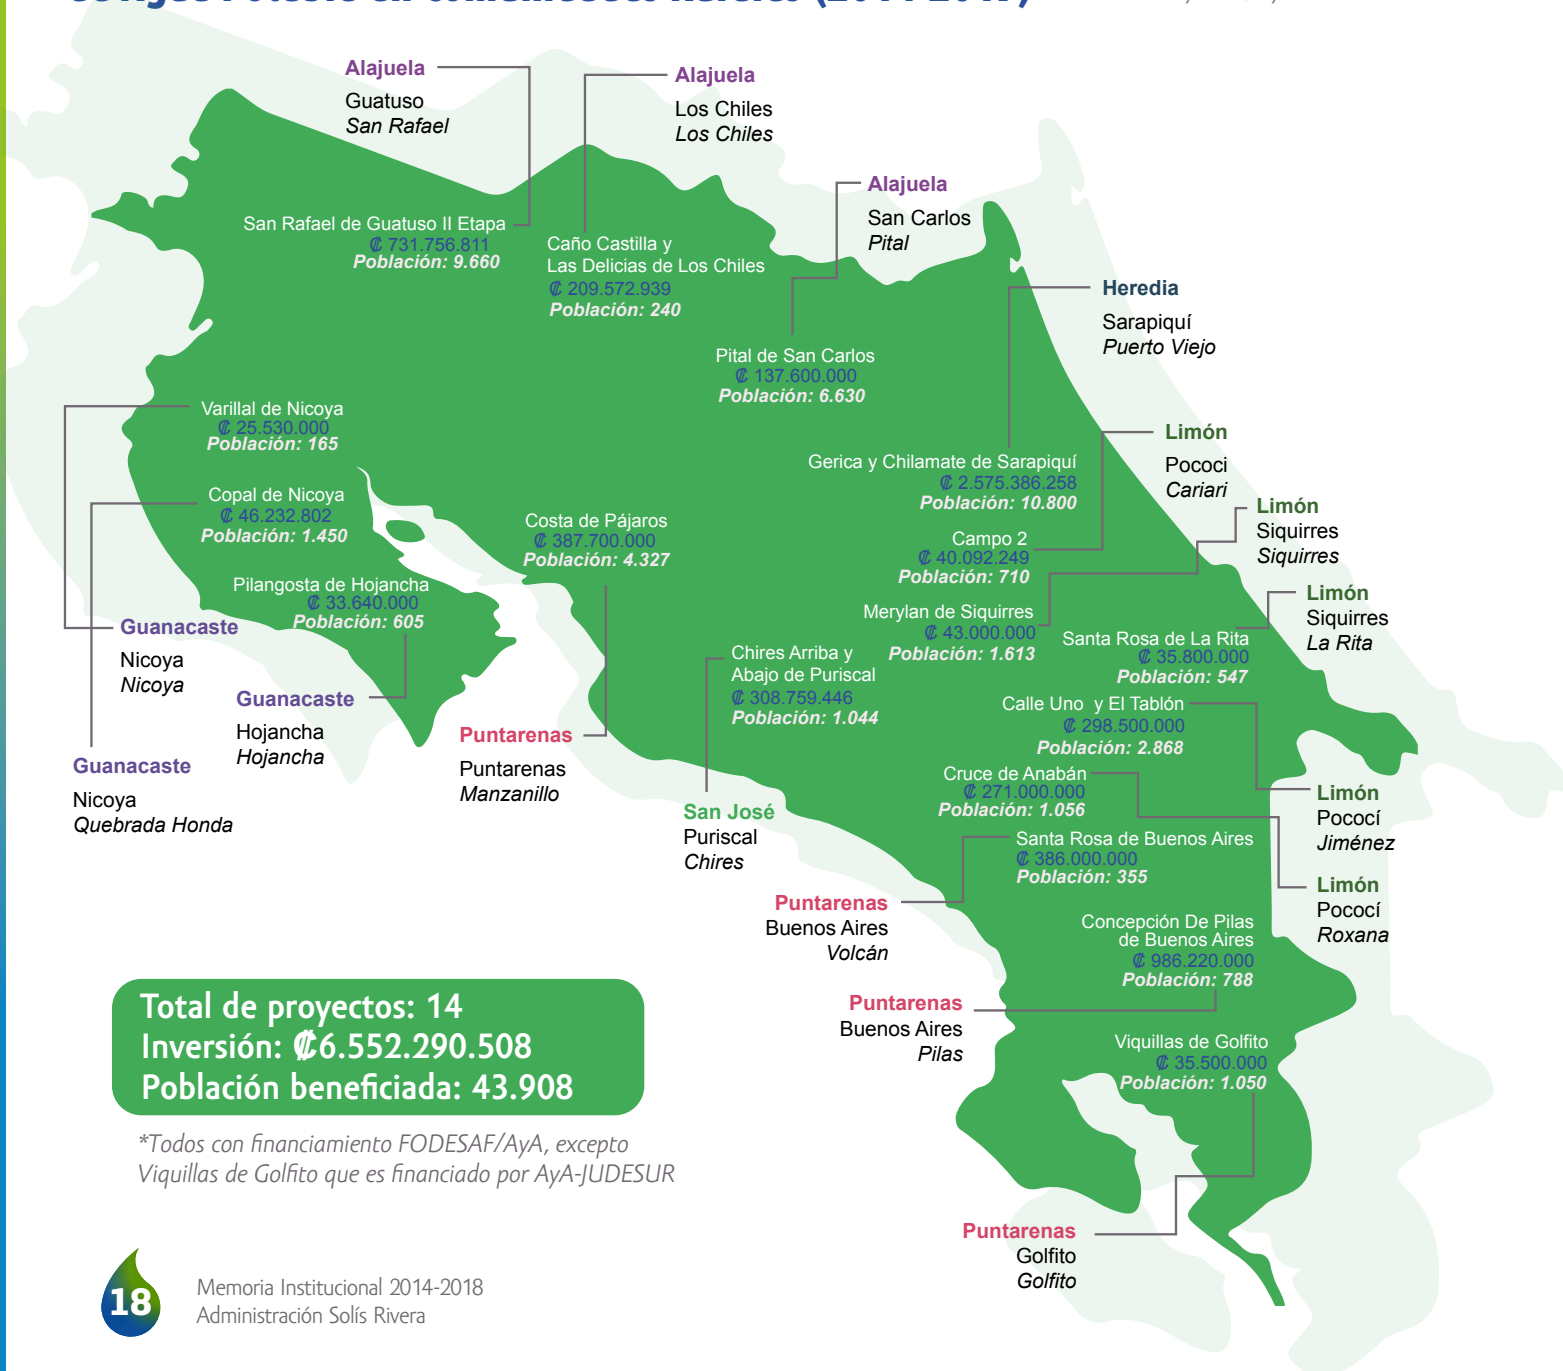 Alajuela
Guatuso
San Rafael
Alajuela
Los Chiles
Los Chiles
Alajuela
San Carlos
Pital
San Rafael de Guatuso II Etapa
₡ 731.756.811
Población: 9.660
Caño Castilla y
Las Delicias de Los Chiles
₡ 209.572.939
Población: 240
Heredia
Sarapiquí
Puerto Viejo
Pital de San Carlos
₡ 137.600.000
Población: 6.630
Varillal de Nicoya
₡ 25.530.000
Población: 165
Limón
Pococi
Cariari
Gerica y Chilamate de Sarapiquí
₡ 2.575.386.258
Población: 10.800
Copal de Nicoya
₡ 46.232.802
Población: 1.450
Costa de Pájaros
₡ 387.700.000
Población: 4.327
Limón
Siquirres
Siquirres
Campo 2
₡ 40.092.249
Población: 710
Pilangosta de Hojancha
₡ 33.640.000
Población: 605
Limón
Siquirres
La Rita
Merylan de Siquirres
₡ 43.000.000
Población: 1.613
Santa Rosa de La Rita
₡ 35.800.000
Población: 547
Guanacaste
Nicoya
Nicoya
Chires Arriba y
Abajo de Puriscal
₡ 308.759.446
Población: 1.044
Guanacaste
Hojancha
Hojancha
Calle Uno y El Tablón
₡ 298.500.000
Población: 2.868
Puntarenas
Puntarenas
Manzanillo
Guanacaste
Nicoya
Quebrada Honda
Cruce de Anabán
₡ 271.000.000
Población: 1.056
Limón
Pococí
Jiménez
San José
Puriscal
Chires
Santa Rosa de Buenos Aires
₡ 386.000.000
Población: 355
Limón
Pococí
Roxana
Puntarenas
Buenos Aires
Volcán
Concepción De Pilas
de Buenos Aires
₡ 986.220.000
Población: 788
Puntarenas
Buenos Aires
Pilas
Viquillas de Golfito
₡ 35.500.000
Población: 1.050
Puntarenas
Golfito
Golfito
Total de proyectos: 14
Inversión: ₡6.552.290.508
Población beneficiada: 43.908
*Todos con financiamiento FODESAF/AyA, excepto
Viquillas de Golfito que es financiado por AyA-JUDESUR
18
Memoria Institucional 2014-2018
Administración Solís Rivera